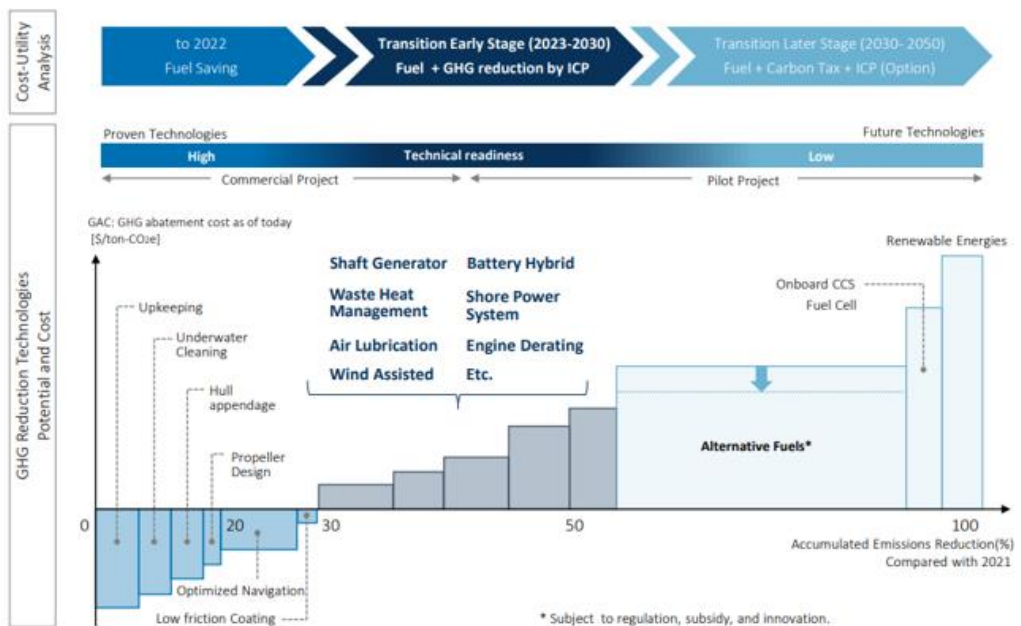 Cost-Utility
Analysis
to 2022
Fuel Saving
Transition Early Stage (2023-2030)
Fuel + GHG reduction by ICP
Transition Later Stage (2030- 2050)
Fuel + Carbon Tax + ICP (Option)
GHG Reduction Technologies
Potential and Cost
Proven Technologies
Future Technologies
High
Technical readiness
Low
Commercial Project
Pilot Project
GAC: GHG abatement cost as of today
[$/ton-CO2e]
Renewable Energies
Shaft Generator
Battery Hybrid
Waste Heat
Management
Shore Power
System
Air Lubrication
Engine Derating
Wind Assisted
Etc.
Onboard CCS
Fuel Cell
Upkeeping
Underwater
Cleaning
Hull
appendage
Propeller
Design
Alternative Fuels*
0
20
30
50
100
Accumulated Emissions Reduction(%)
Compared with 2021
Optimized Navigation
Low friction Coating
* Subject to regulation, subsidy, and innovation.